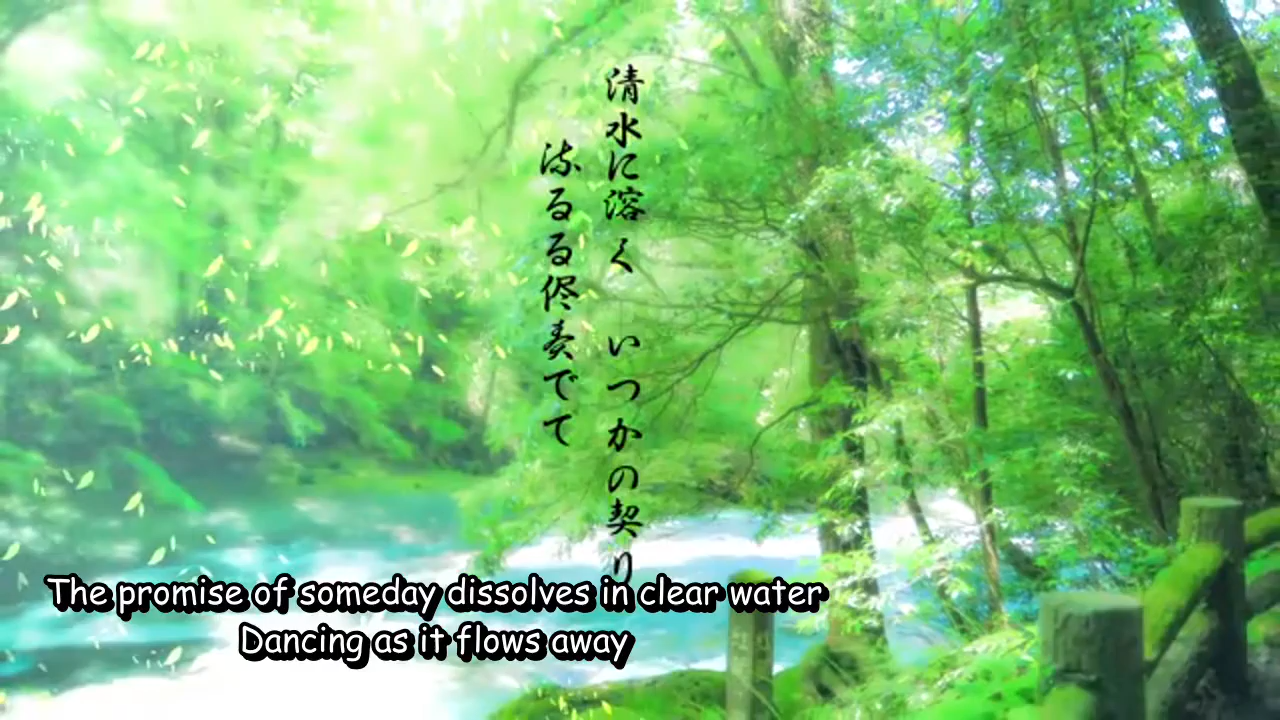 清水に溶く　いつかの契り
流るる侭奏でて
The promise of someday dissolves in clear water
Dancing as it flows away